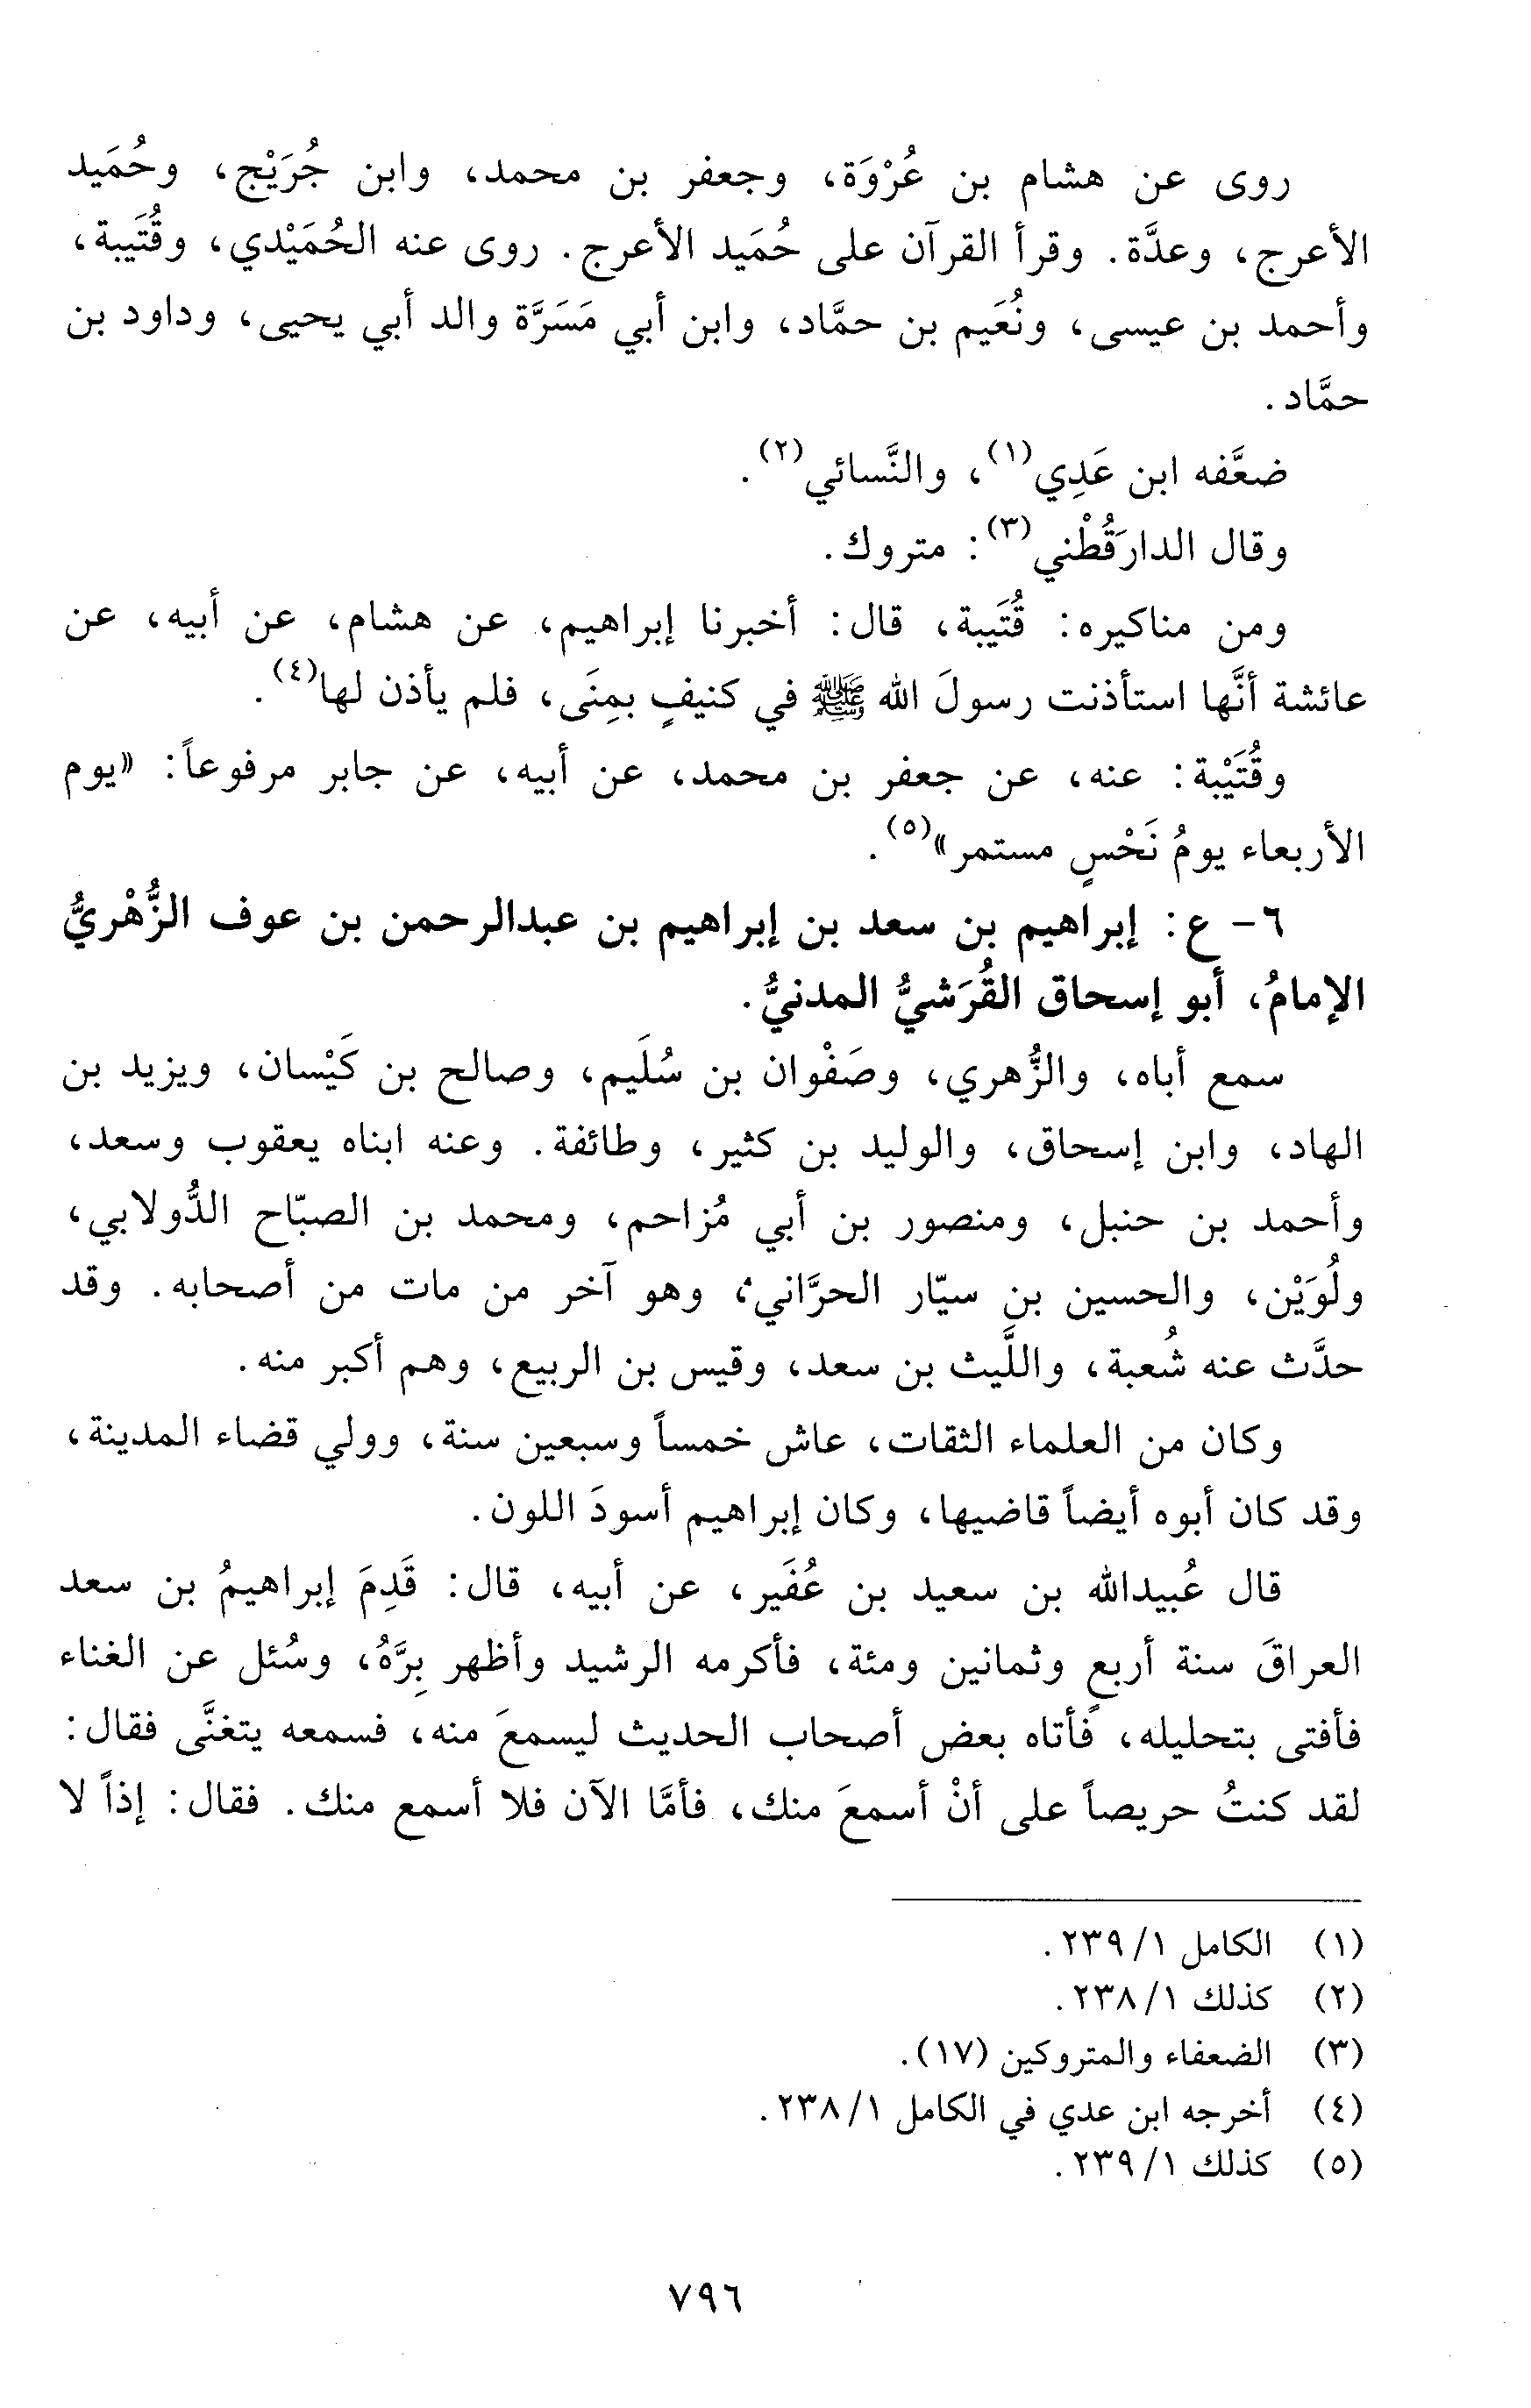 روى عن هشام بن عُرْوَة، وجعفر بن محمد، وابن جُرَيْج، وحُمَيد
الأعرج، وعدَّة. وقرأ القرآن على حُمَيد الأعرج. روى عنه الحُمَيْدي، وقُتَيبة،
وأحمد بن عيسى، ونُعَيم بن حمَّاد، وابن أبي مَسَرَّة والد أبي يحيى، وداود بن
حمَّاد.
ضعَّفه ابن عَدِي(١)، والنَّسائي(٢).
وقال الدارَقُطْني(٣): متروك.
ومن مناكيره: قُتَيبة، قال: أخبرنا إبراهيم، عن هشام، عن أبيه، عن
عائشة أنَّها استأذنت رسولَ الله ﷺ في كنيفٍ بمِنَى، فلم يأذن لها(٤).
وقُتَيْبة: عنه، عن جعفر بن محمد، عن أبيه، عن جابر مرفوعاً: «يوم
الأربعاء يومُ نَحْسٍ مستمر»(٥).
٦- ع: إبراهيم بن سعد بن إبراهيم بن عبدالرحمن بن عوف الزُّهْريُّ
الإمامُ، أبو إسحاق القُرَشيُّ المدنيُّ.
سمع أباه، والزُّهري، وصَفْوان بن سُلَيم، وصالح بن كَيْسان، ويزيد بن
الهاد، وابن إسحاق، والوليد بن كثير، وطائفة. وعنه ابناه يعقوب وسعد،
وأحمد بن حنبل، ومنصور بن أبي مُزاحم، ومحمد بن الصبّاح الدُّولابي،
ولُوَيْن، والحسين بن سيّار الحرَّاني، وهو آخر من مات من أصحابه. وقد
حدَّث عنه شُعبة، واللَّيث بن سعد، وقيس بن الربيع، وهم أكبر منه.
وكان من العلماء الثقات، عاش خمساً وسبعين سنة، وولي قضاء المدينة،
وقد كان أبوه أيضاً قاضيها، وكان إبراهيم أسودَ اللون.
قال عُبيدالله بن سعيد بن عُفَير، عن أبيه، قال: قَدِمَ إبراهيمُ بن سعد
العراقَ سنة أربعٍ وثمانين ومئة، فأكرمه الرشيد وأظهر بِرَّهُ، وسُئل عن الغناء
فأفتى بتحليله، فأتاه بعض أصحاب الحديث ليسمعَ منه، فسمعه يتغنَّى فقال:
لقد كنتُ حريصاً على أنْ أسمعَ منك، فأمَّا الآن فلا أسمع منك. فقال: إذاً لا
(١) الكامل ١/ ٢٣٩.
(٢) كذلك ١/ ٢٣٨.
(٣) الضعفاء والمتروكين (١٧).
(٤) أخرجه ابن عدي في الكامل ١/ ٢٣٨.
(٥) كذلك ١/ ٢٣٩.
٧٩٦